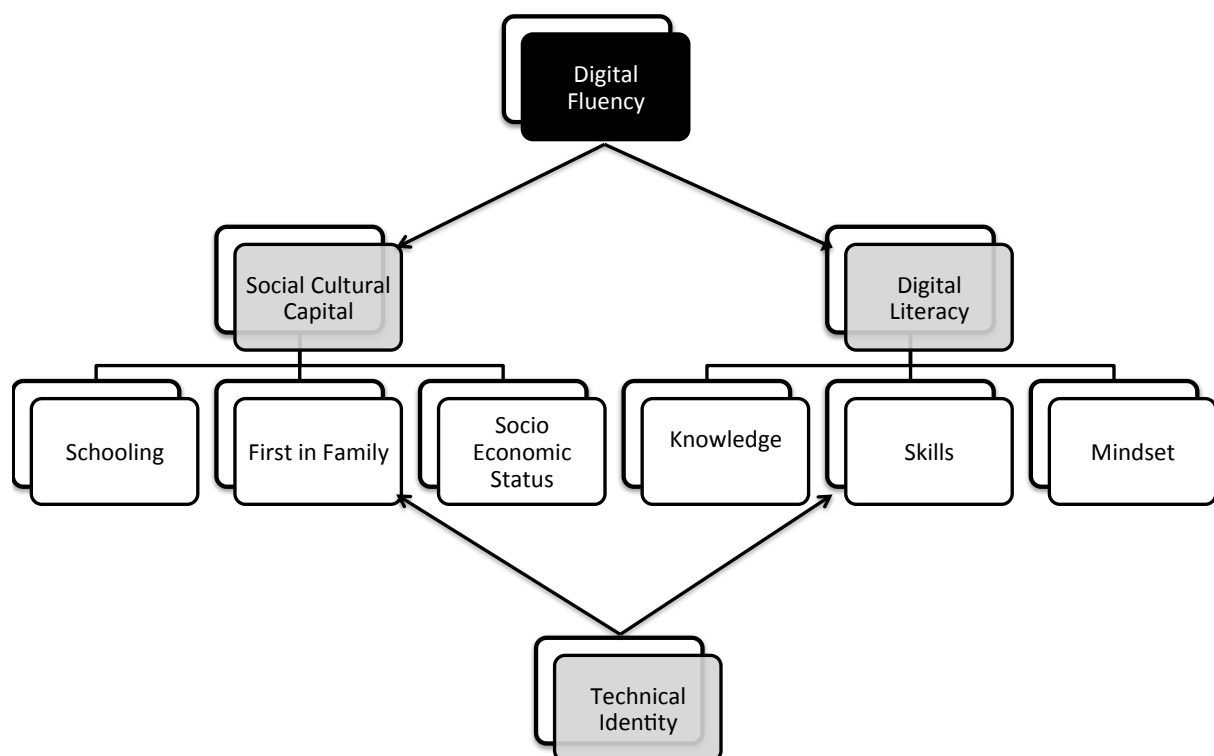 Digital
Fluency
Social Cultural
Capital
Digital
Literacy
Schooling
First in Family
Socio
Economic
Status
Knowledge
Skills
Mindset
Technical
Identity